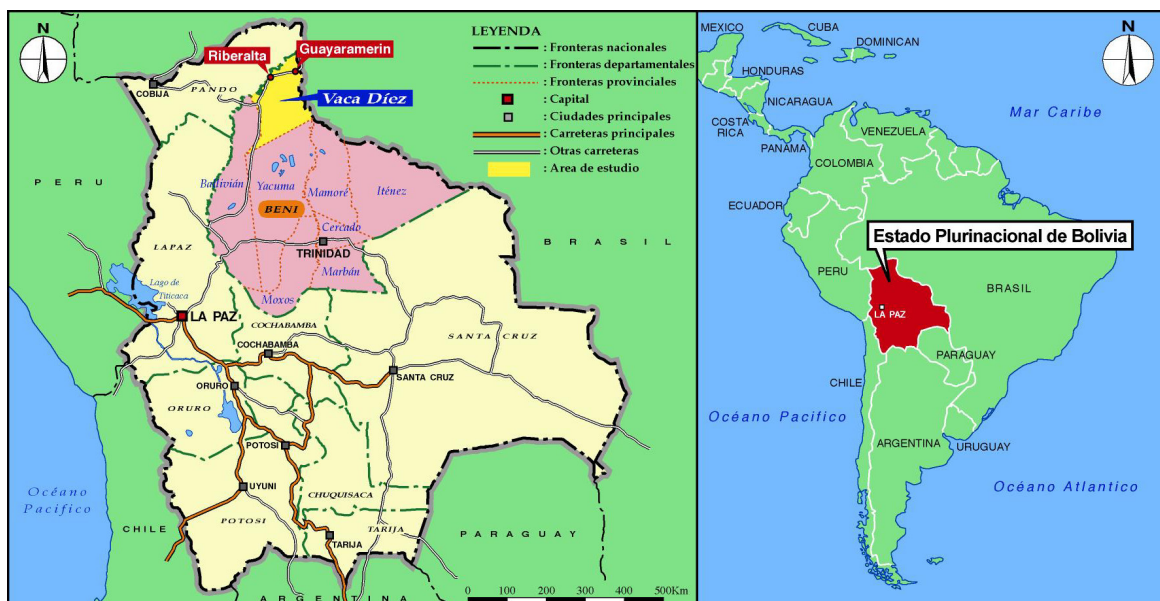 N
Riberalta
Guayaramerin
COBIJA
PANDO
Vaca Díez
LEYENDA
: Fronteras nacionales
: Fronteras departamentales
: Fronteras provinciales
: Capital
: Ciudades principales
: Carreteras principales
: Otras carreteras
: Area de estudio
PERU
Ballivián
Yacuma
Mamoré
Iténez
BENI
Cercado
LAPAZ
TRINIDAD
BRASIL
Marbán
Lago de
Titicaca
Moxos
LA PAZ
COCHABAMBA
SANTA CRUZ
COCHABAMBA
SANTA CRUZ
ORURO
ORURO
POTOSI
UYUNI
CHUQUISACA
Océano
Pacifico
CHILE
POTOSI
TARIJA
TARIJA
PARAGUAY
ARGENTINA
0 100 200 300 400 500Km
MEXICO
CUBA
DOMINICAN
N
HONDURAS
NICARAGUA
Mar Caribe
COSTA
RICA
PANAMA
VENEZUELA
COLOMBIA
ECUADOR
Estado Plurinacional de Bolivia
PERU
BRASIL
LA PAZ
PARAGUAY
CHILE
Océano Pacifico
ARGENTINA
URUGUAY
Océano Atlantico